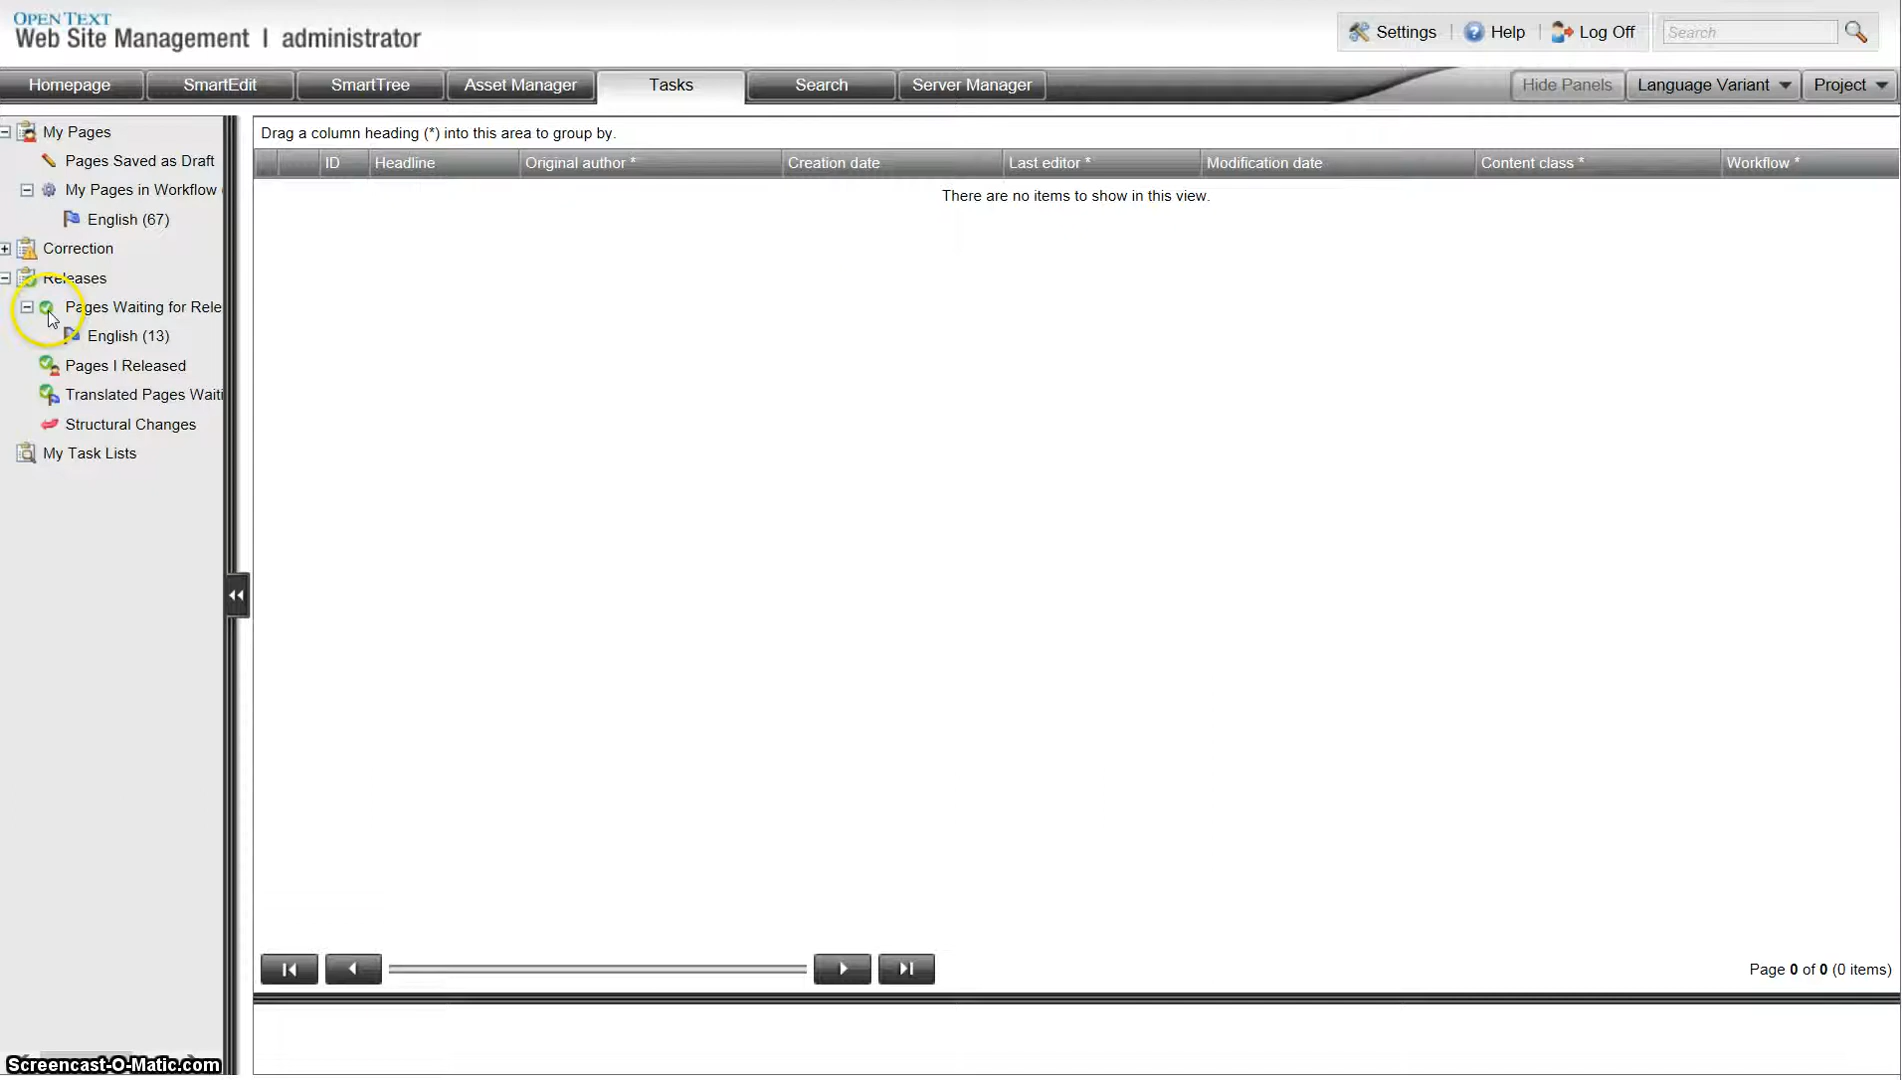 OPEN TEXT
Web Site Management | administrator
Settings
Help
Log Off
Search
Homepage
SmartEdit
SmartTree
Asset Manager
Tasks
Search
Server Manager
Hide Panels
Language Variant
Project
My Pages
Pages Saved as Draft
My Pages in Workflow (
English (67)
Correction
Releases
Pages Waiting for Rele
English (13)
Pages I Released
Translated Pages Waiti
Structural Changes
My Task Lists
Drag a column heading (*) into this area to group by.
ID Headline Original author * Creation date Last editor * Modification date Content class * Workflow *
There are no items to show in this view.
Page 0 of 0 (0 items)
Screencast-O-Matic.com